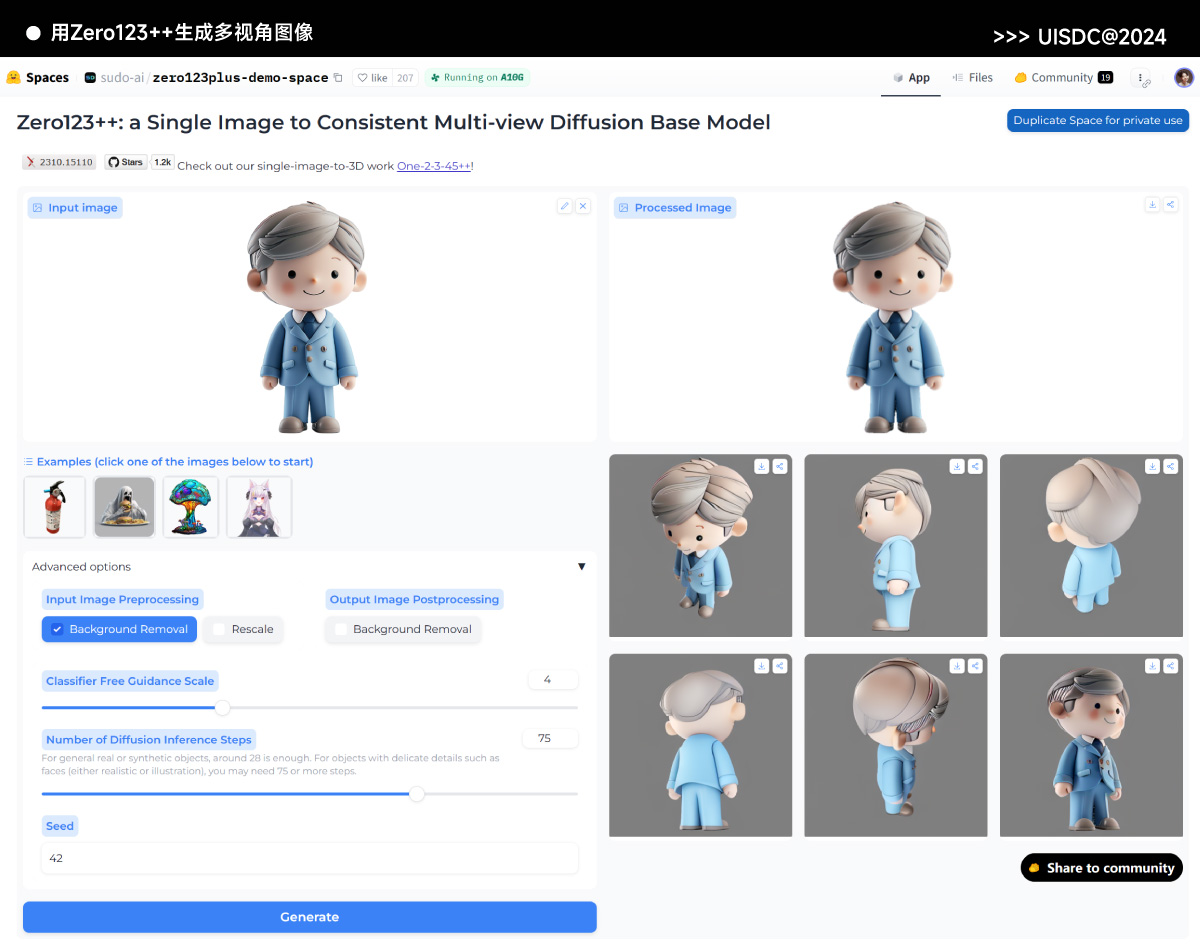 用Zero123++生成多视角图像
>>> UISDC@2024
Spaces sudo-ai/zero123plus-demo-space like 207 Running on A10G
App Files Community 19
Zero123++: a Single Image to Consistent Multi-view Diffusion Base Model
Duplicate Space for private use
2310.15110 Stars 1.2k Check out our single-image-to-3D work One-2-3-45++!
Input image
Processed Image
Examples (click one of the images below to start)
Advanced options ▼
Input Image Preprocessing
Output Image Postprocessing
Background Removal Rescale
Background Removal
Classifier Free Guidance Scale 4
Number of Diffusion Inference Steps 75
For general real or synthetic objects, around 28 is enough. For objects with delicate details such as
faces (either realistic or illustration), you may need 75 or more steps.
Seed
42
Share to community
Generate